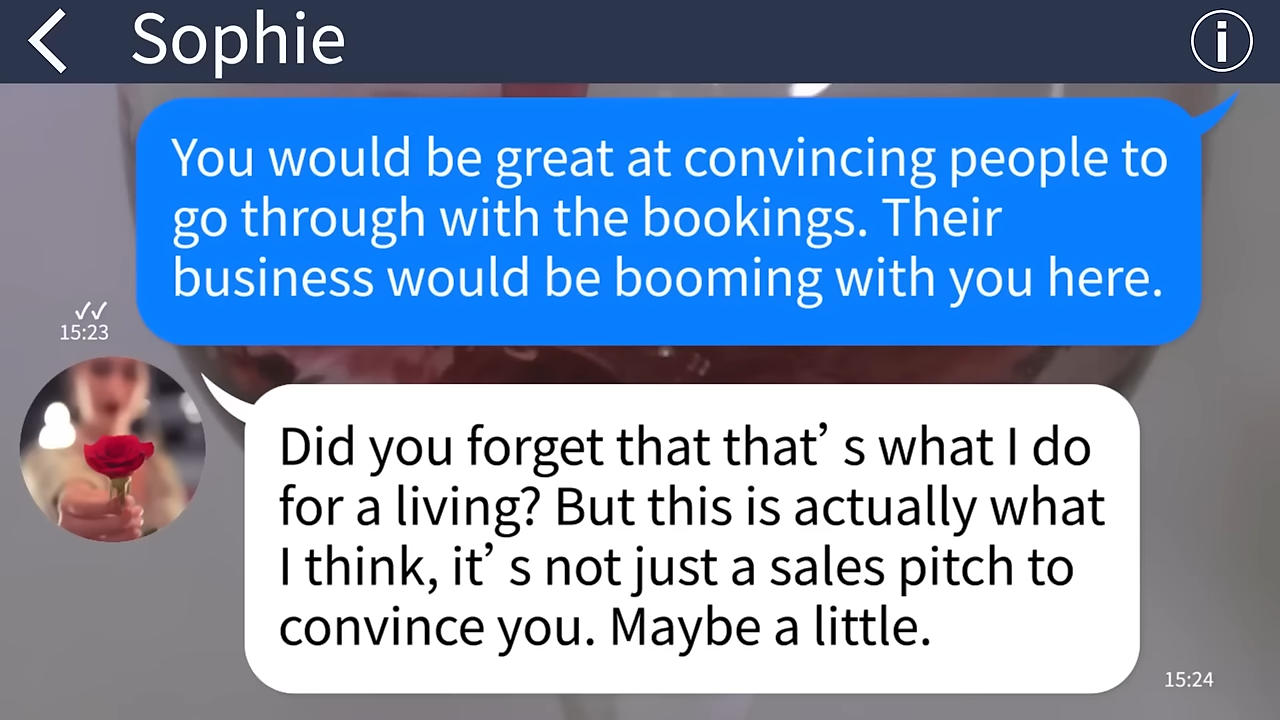 Sophie
You would be great at convincing people to
go through with the bookings. Their
business would be booming with you here.
15:23
Did you forget that that’s what I do
for a living? But this is actually what
I think, it’s not just a sales pitch to
convince you. Maybe a little.
15:24